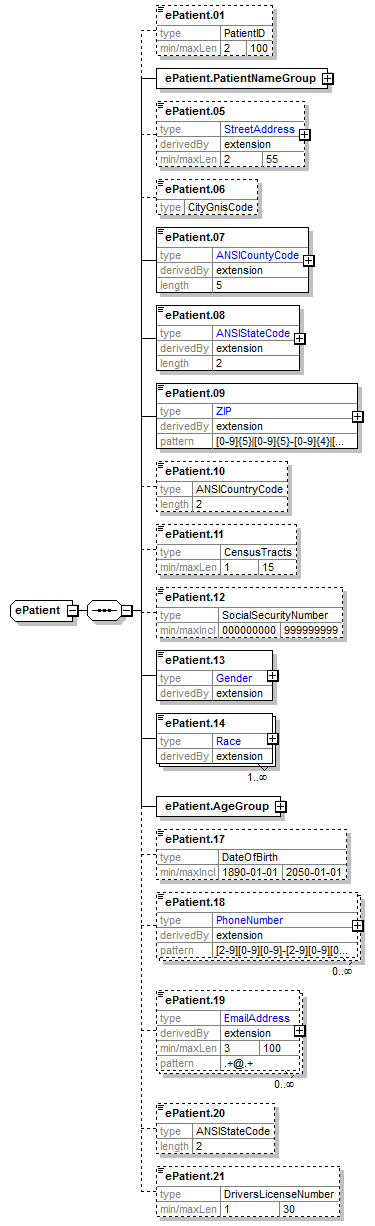 ePatient.01
type PatientID
min/maxLen 2 100
ePatient.PatientNameGroup
ePatient.05
type StreetAddress
derivedBy extension
min/maxLen 2 55
ePatient.06
type CityGnisCode
ePatient.07
type ANSICountyCode
derivedBy extension
length 5
ePatient.08
type ANSIStateCode
derivedBy extension
length 2
ePatient.09
type ZIP
derivedBy extension
pattern [0-9]{5}|[0-9]{5}-[0-9]{4}|[...
ePatient.10
type ANSICountryCode
length 2
ePatient.11
type CensusTracts
min/maxLen 1 15
ePatient
ePatient.12
type SocialSecurityNumber
min/maxIncl 000000000 999999999
ePatient.13
type Gender
derivedBy extension
ePatient.14
type Race
derivedBy extension
1..∞
ePatient.AgeGroup
ePatient.17
type DateOfBirth
min/maxIncl 1890-01-01 2050-01-01
ePatient.18
type PhoneNumber
derivedBy extension
pattern [2-9][0-9][0-9]-[2-9][0-9][0...
0..∞
ePatient.19
type EmailAddress
derivedBy extension
min/maxLen 3 100
pattern .+@.+
0..∞
ePatient.20
type ANSIStateCode
length 2
ePatient.21
type DriversLicenseNumber
min/maxLen 1 30